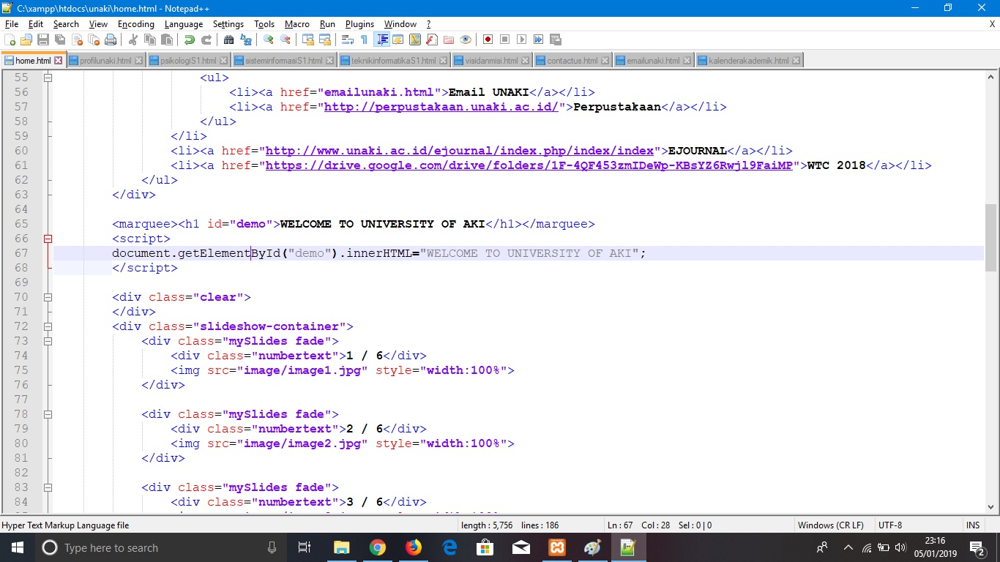 C:\xampp\htdocs\unaki\home.html - Notepad++
File Edit Search View Encoding Language Settings Tools Macro Run Plugins Window ? X
home.html profilunaki.html psikologiS1.html sisteminformasiS1.html teknikinformatikaS1.html visidanmisi.html contactus.html emailunaki.html kalenderakademik.html
55 <ul>
56 <li><a href="emailunaki.html">Email UNAKI</a></li>
57 <li><a href="http://perpustakaan.unaki.ac.id/">Perpustakaan</a></li>
58 </ul>
59 </li>
60 <li><a href="http://www.unaki.ac.id/ejournal/index.php/index/index">EJOURNAL</a></li>
61 <li><a href="https://drive.google.com/drive/folders/1F-4QF453zmIDeWp-KBsYZ6Rwjl9FaiMP">WTC 2018</a></li>
62 </ul>
63 </div>
64
65 <marquee><h1 id="demo">WELCOME TO UNIVERSITY OF AKI</h1></marquee>
66 <script>
67 document.getElementById("demo").innerHTML="WELCOME TO UNIVERSITY OF AKI";
68 </script>
69
70 <div class="clear">
71 </div>
72 <div class="slideshow-container">
73 <div class="mySlides fade">
74 <div class="numbertext">1 / 6</div>
75 <img src="image/image1.jpg" style="width:100%">
76 </div>
77
78 <div class="mySlides fade">
79 <div class="numbertext">2 / 6</div>
80 <img src="image/image2.jpg" style="width:100%">
81 </div>
82
83 <div class="mySlides fade">
84 <div class="numbertext">3 / 6</div>
Hyper Text Markup Language file length : 5,756 lines : 186 Ln : 67 Col : 28 Sel : 0 | 0 Windows (CR LF) UTF-8 INS
Type here to search
23:16
05/01/2019
2